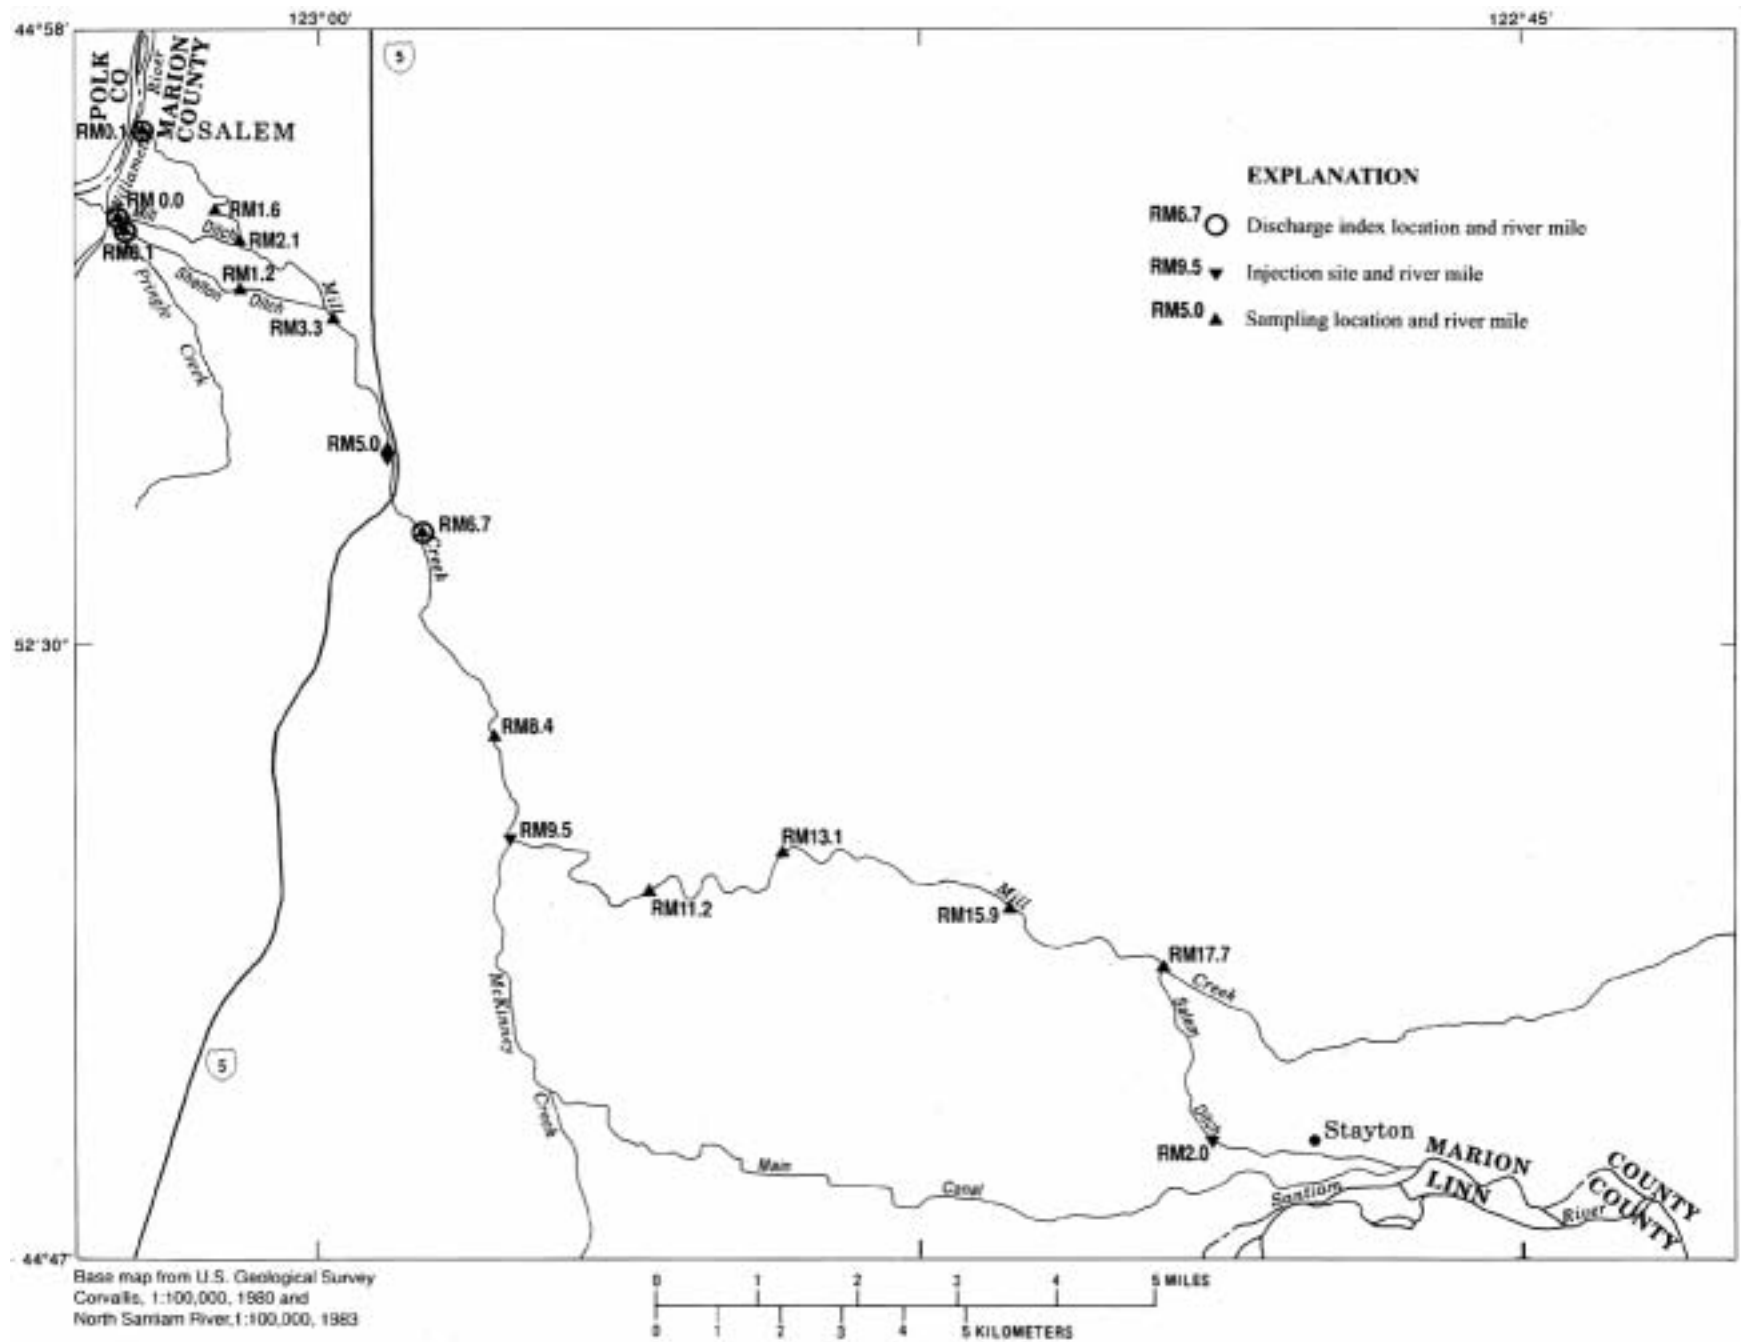 123°00'
122°45'
44°58'
5
POLK
CO
River
MARION
COUNTY
RM0.1
SALEM
RM 0.0
Mill
RM1.6
Ditch
RM2.1
RM1.2
Shelton
Ditch
Mill
RM3.3
Pringle
Creek
EXPLANATION
RM6.7 Discharge index location and river mile
RM9.5 Injection site and river mile
RM5.0 Sampling location and river mile
RM5.0
RM6.7
Creek
52'30"
RM8.4
RM9.5
RM13.1
RM11.2
Mill
RM15.9
RM17.7
Creek
Salem
Ditch
McKinney
Creek
5
RM2.0
Stayton
MARION
COUNTY
LINN
COUNTY
Main
Canal
Santiam
River
44°47'
Base map from U.S. Geological Survey
Corvallis, 1:100,000, 1980 and
North Santiam River,1:100,000, 1983
0 1 2 3 4 5 MILES
0 1 2 3 4 5 KILOMETERS